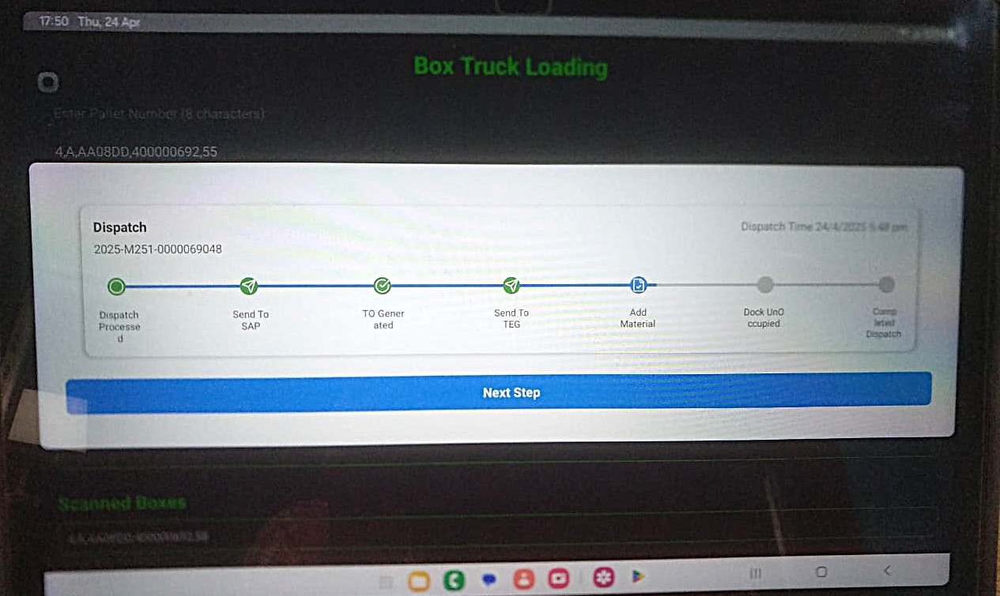 17:50 Thu, 24 Apr
Box Truck Loading
Enter Pallet Number (8 characters)
4,A,AA08DD,400000692,55
Dispatch
Dispatch Time 24/4/2025 5:48 pm
2025-M251-0000069048
Dispatch
Processe
d
Send To
SAP
TO Gener
ated
Send To
TEG
Add
Material
Dock UnO
ccupied
Comp
leted
Dispatch
Next Step
Scanned Boxes